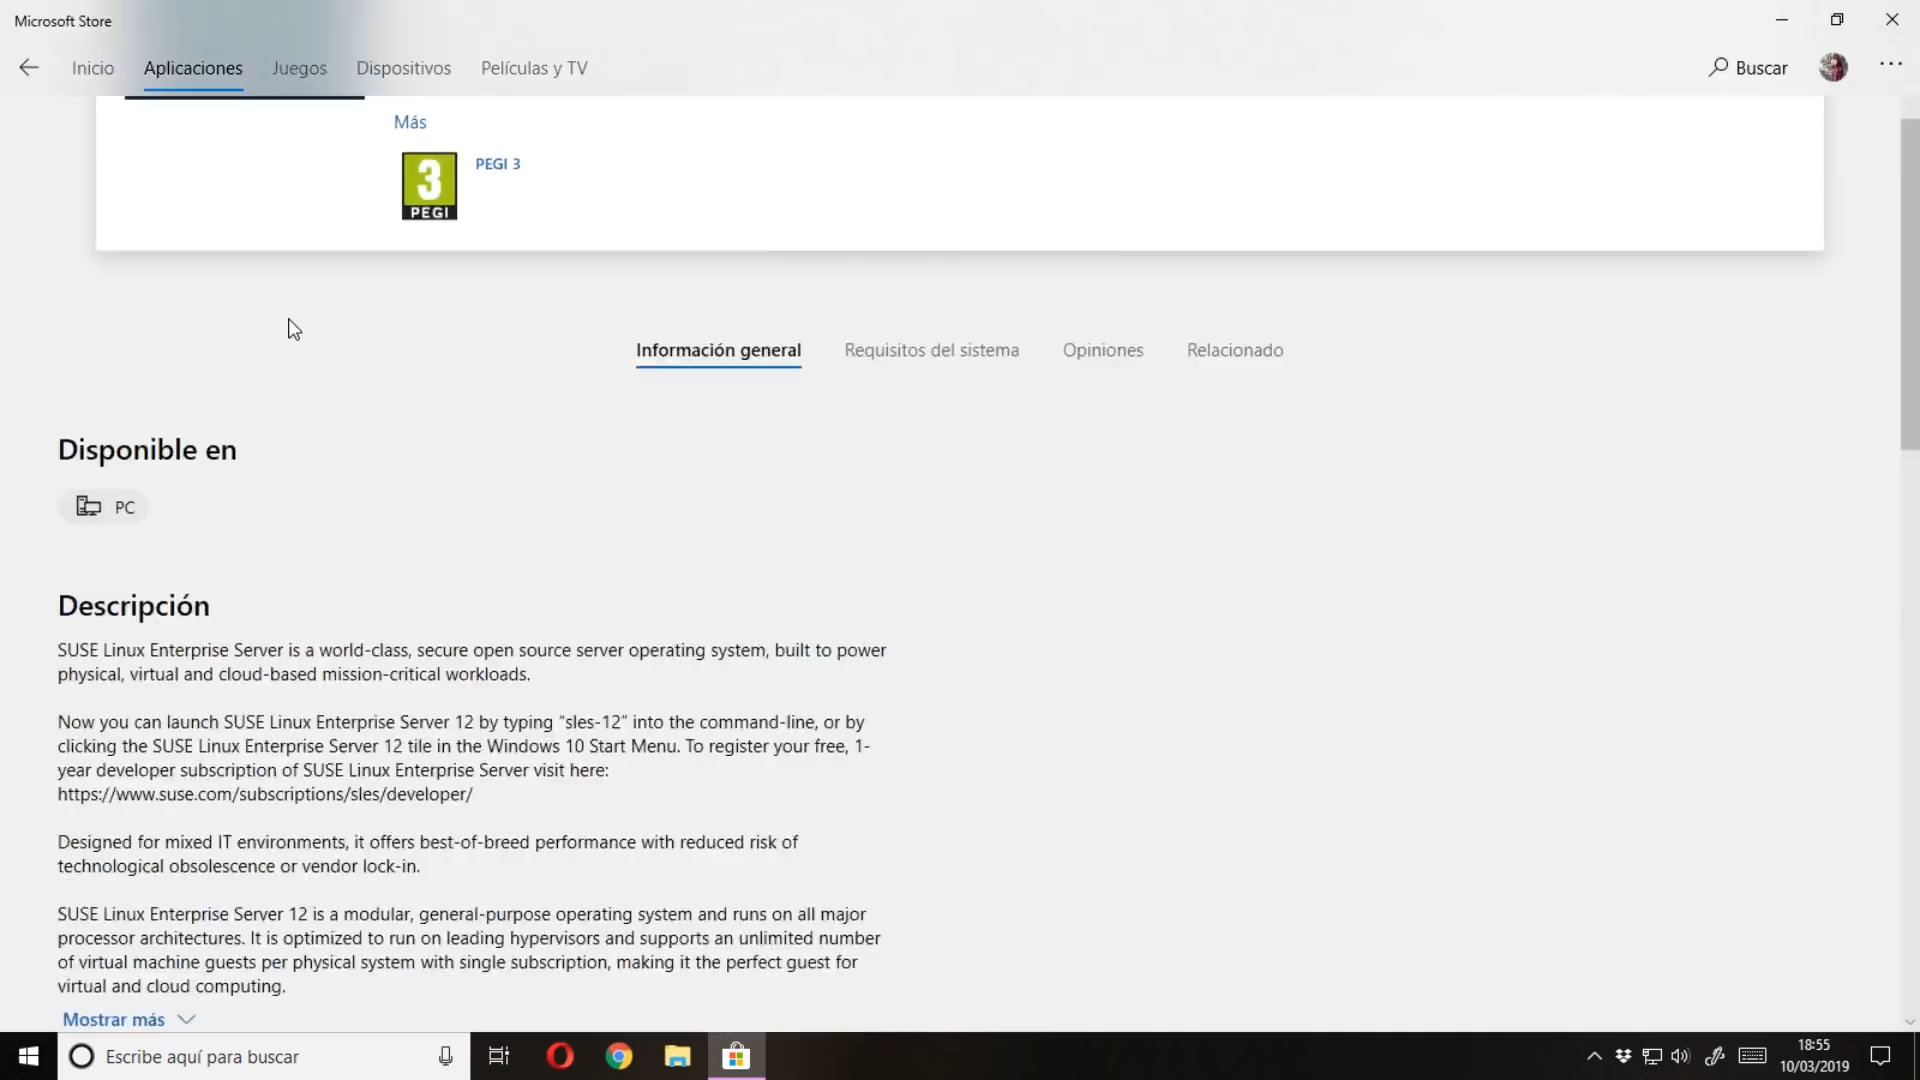 Microsoft Store
Inicio Aplicaciones Juegos Dispositivos Películas y TV Buscar
Más
3
PEGI
PEGI 3
Información general Requisitos del sistema Opiniones Relacionado
Disponible en
PC
Descripción
SUSE Linux Enterprise Server is a world-class, secure open source server operating system, built to power
physical, virtual and cloud-based mission-critical workloads.
Now you can launch SUSE Linux Enterprise Server 12 by typing “sles-12” into the command-line, or by
clicking the SUSE Linux Enterprise Server 12 tile in the Windows 10 Start Menu. To register your free, 1-
year developer subscription of SUSE Linux Enterprise Server visit here:
https://www.suse.com/subscriptions/sles/developer/
Designed for mixed IT environments, it offers best-of-breed performance with reduced risk of
technological obsolescence or vendor lock-in.
SUSE Linux Enterprise Server 12 is a modular, general-purpose operating system and runs on all major
processor architectures. It is optimized to run on leading hypervisors and supports an unlimited number
of virtual machine guests per physical system with single subscription, making it the perfect guest for
virtual and cloud computing.
Mostrar más
Escribe aquí para buscar
18:55
10/03/2019